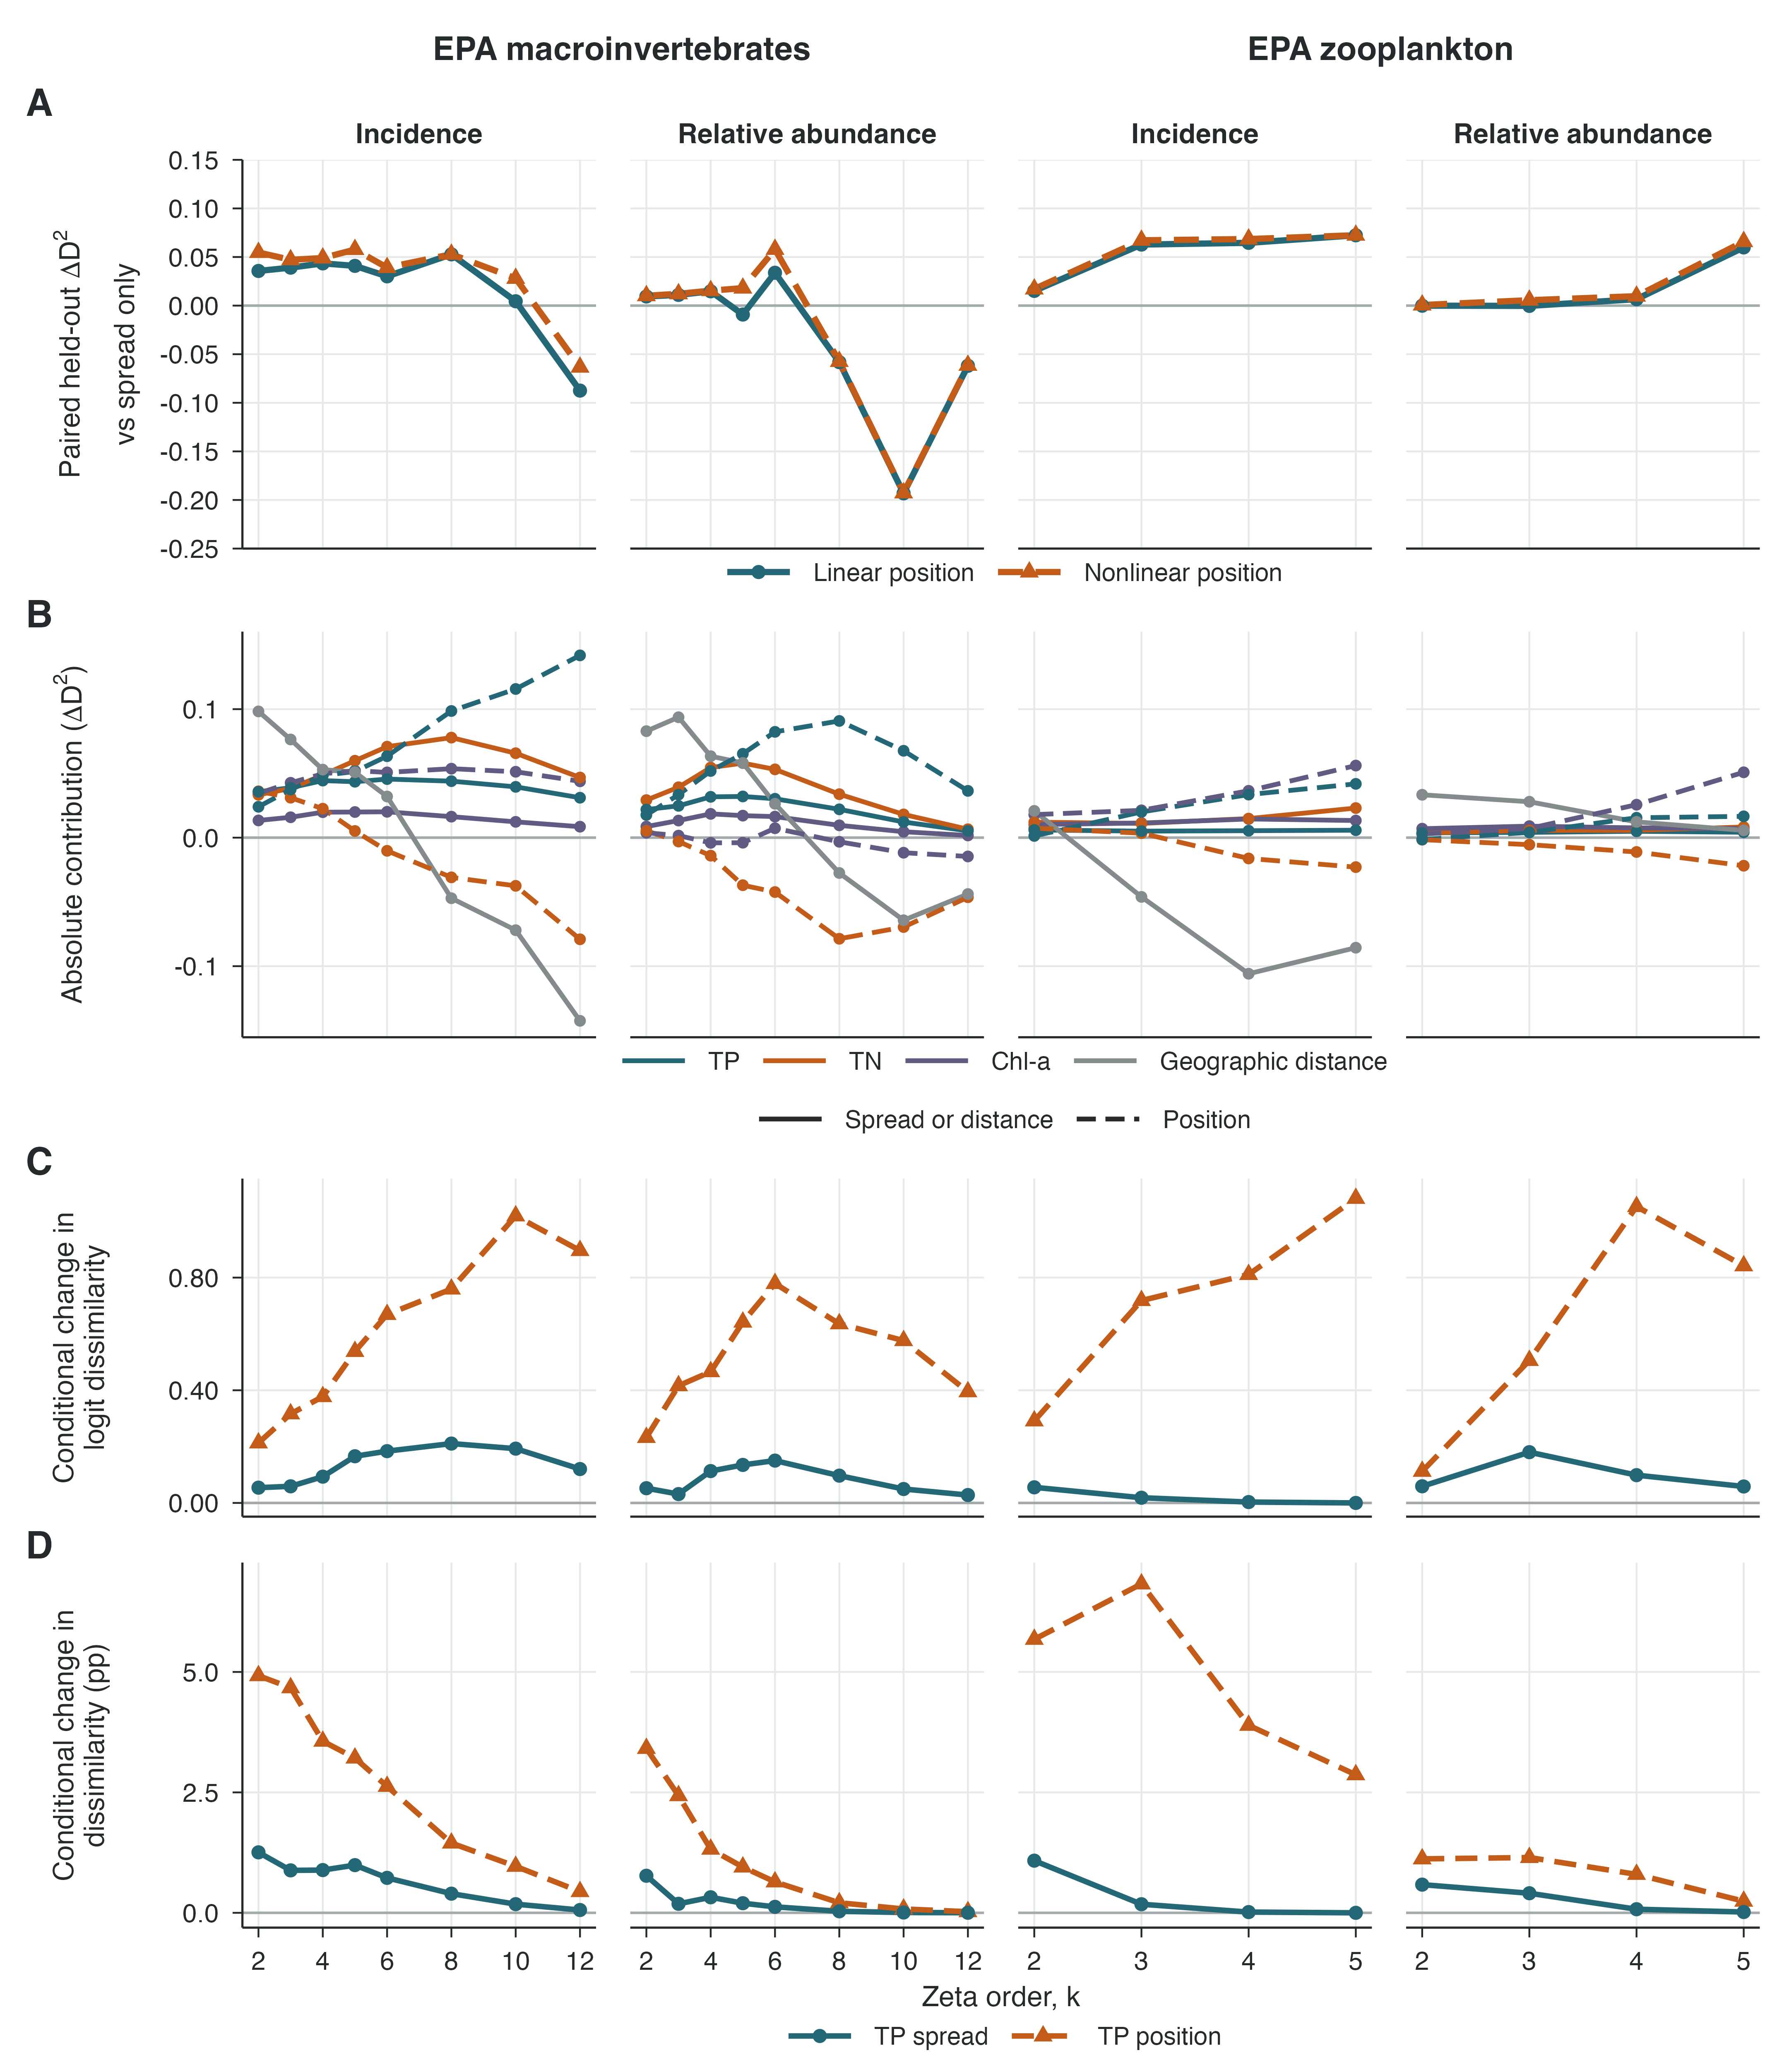 EPA macroinvertebrates
EPA zooplankton
A
Incidence
Relative abundance
Incidence
Relative abundance
Paired held-out ΔD²
vs spread only
0.15
0.10
0.05
0.00
-0.05
-0.10
-0.15
-0.20
-0.25
Linear position
Nonlinear position
B
Absolute contribution (ΔD²)
0.1
0.0
-0.1
TP
TN
Chl-a
Geographic distance
Spread or distance
Position
C
Conditional change in
logit dissimilarity
0.80
0.40
0.00
D
Conditional change in
dissimilarity (pp)
5.0
2.5
0.0
2 4 6 8 10 12
2 4 6 8 10 12
2 3 4 5
2 3 4 5
Zeta order, k
TP spread
TP position